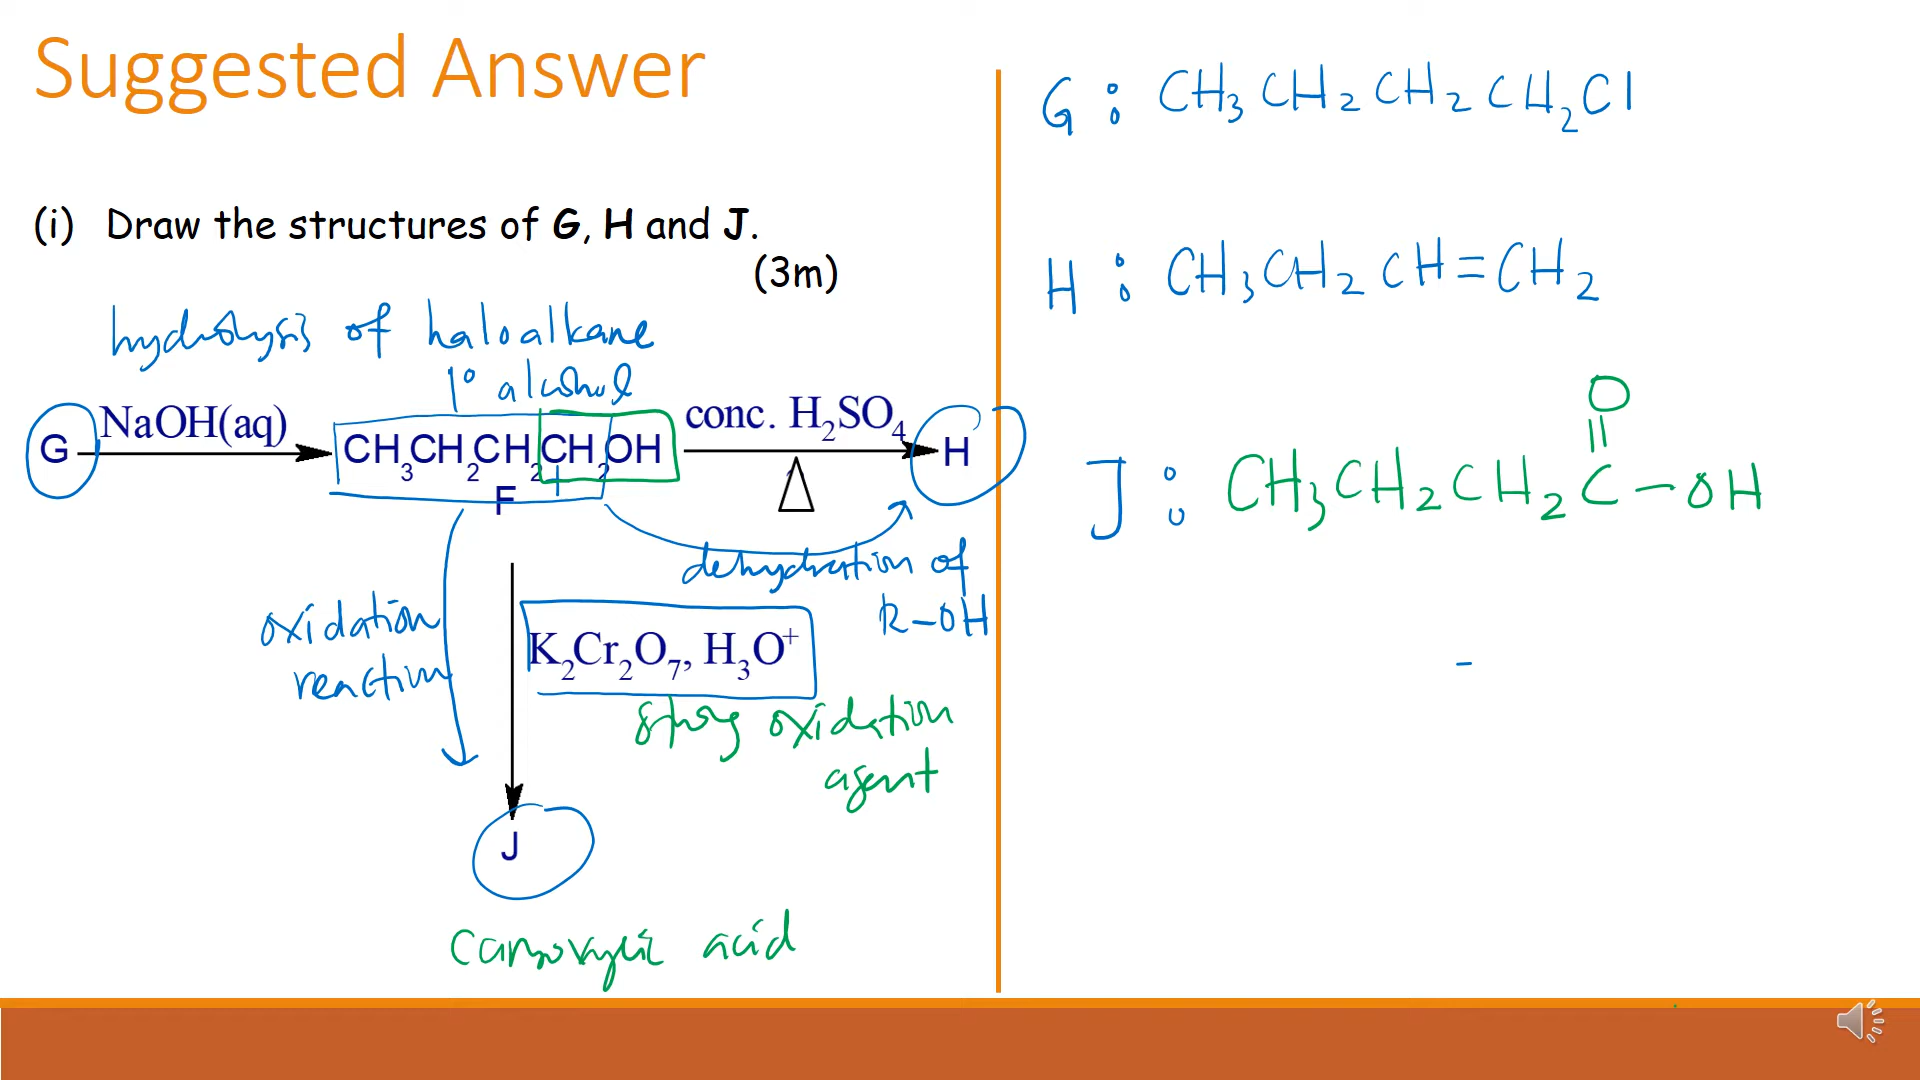 Suggested Answer
(i) Draw the structures of G, H and J.
(3m)
hydrolysis of haloalkane
1° alcohol
G NaOH(aq) CH3CH2CH2CH2OH conc. H2SO4 H
F
Δ
dehydration of
R-OH
oxidation
reaction
K2Cr2O7, H3O+
strong oxidation
agent
J
carboxylic acid
G : CH3CH2CH2CH2Cl
H : CH3CH2CH=CH2
O
||
J : CH3CH2CH2C-OH